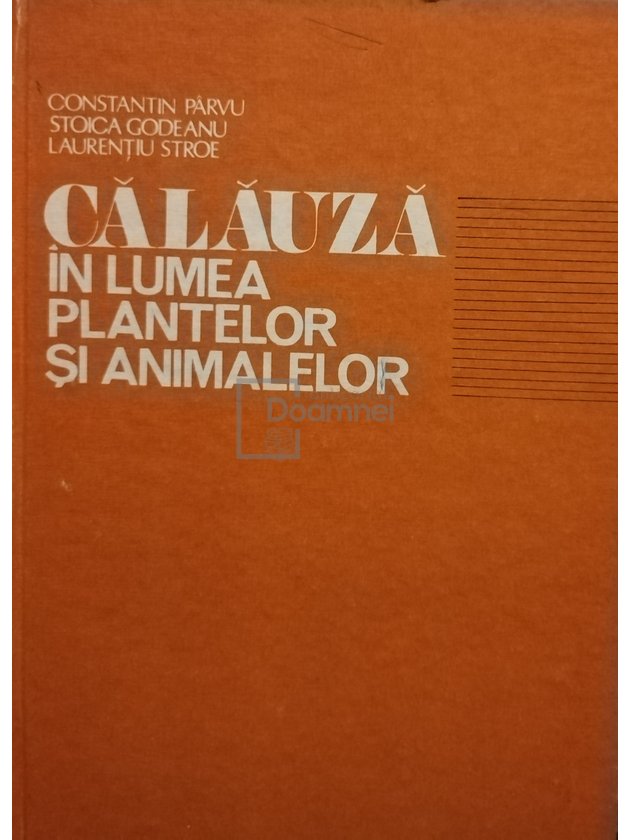 CONSTANTIN PÂRVU
STOICA GODEANU
LAURENȚIU STROE
CĂLĂUZĂ
ÎN LUMEA
PLANTELOR
ȘI ANIMALELOR
Doamnei